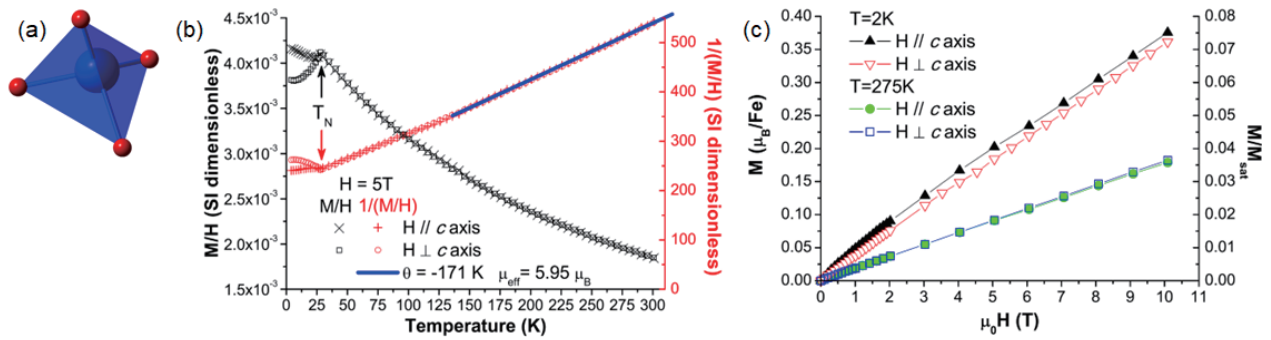 (a)
(b)
4.5x10⁻³
4.0x10⁻³
3.5x10⁻³
3.0x10⁻³
2.5x10⁻³
2.0x10⁻³
1.5x10⁻³
M/H (SI dimensionless)
T_N
H = 5T
M/H 1/(M/H)
H // c axis
H ⊥ c axis
θ = -171 K μ_eff = 5.95 μ_B
0 25 50 75 100 125 150 175 200 225 250 275 300
Temperature (K)
500
400
300
200
100
0
1/(M/H) (SI dimensionless)
(c)
0.40
0.35
0.30
0.25
0.20
0.15
0.10
0.05
0.00
M (μ_B/Fe)
T=2K
H // c axis
H ⊥ c axis
T=275K
H // c axis
H ⊥ c axis
0 1 2 3 4 5 6 7 8 9 10 11
μ₀H (T)
0.08
0.07
0.06
0.05
0.04
0.03
0.02
0.01
0.00
M/M_sat